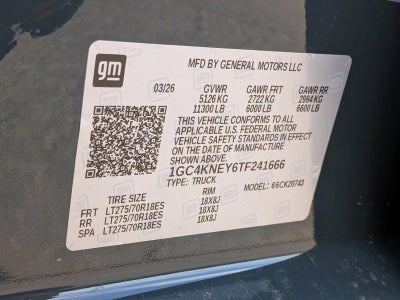 gm
MFD BY GENERAL MOTORS LLC
03/26 GVWR GAWR FRT GAWR RR
5126 KG 2722 KG 2994 KG
11300 LB 6000 LB 6600 LB
THIS VEHICLE CONFORMS TO ALL
APPLICABLE U.S. FEDERAL MOTOR
VEHICLE SAFETY STANDARDS IN EFFECT
ON THE DATE OF MANUFACTURE
SHOWN ABOVE.
1GC4KNEY6TF241666
TYPE: TRUCK MODEL: 66CK20743
TIRE SIZE RIM
FRT LT275/70R18ES 18X8J
RR LT275/70R18ES 18X8J
SPA LT275/70R18ES 18X8J